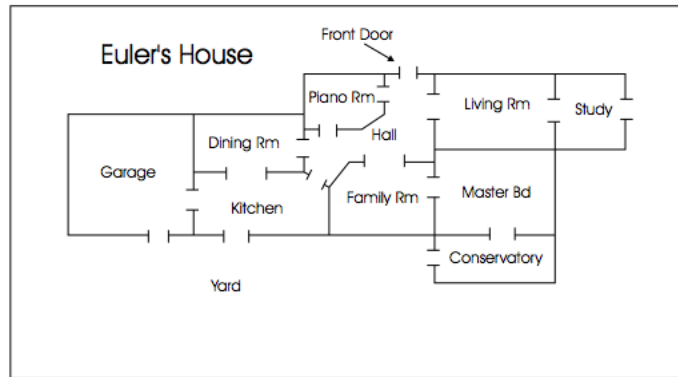 Front Door
Euler's House
Piano Rm
Living Rm
Study
Hall
Dining Rm
Garage
Family Rm
Master Bd
Kitchen
Conservatory
Yard